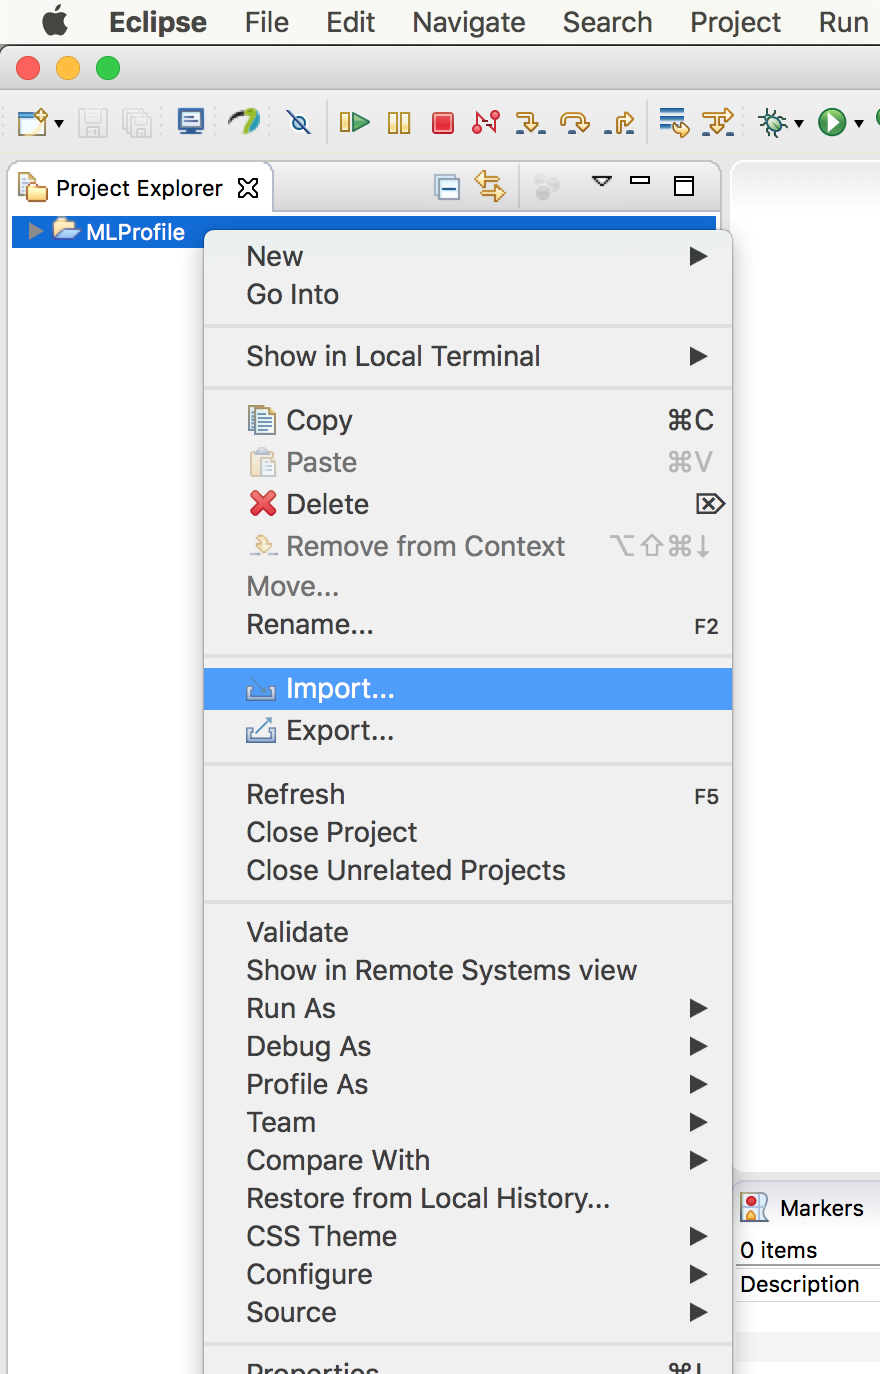 Eclipse File Edit Navigate Search Project Run
Project Explorer
MLProfile
New
Go Into
Show in Local Terminal
Copy ⌘C
Paste ⌘V
Delete ⌦
Remove from Context ⌥⇧⌘↓
Move...
Rename... F2
Import...
Export...
Refresh F5
Close Project
Close Unrelated Projects
Validate
Show in Remote Systems view
Run As
Debug As
Profile As
Team
Compare With
Restore from Local History...
CSS Theme
Configure
Source
Properties
Markers
0 items
Description